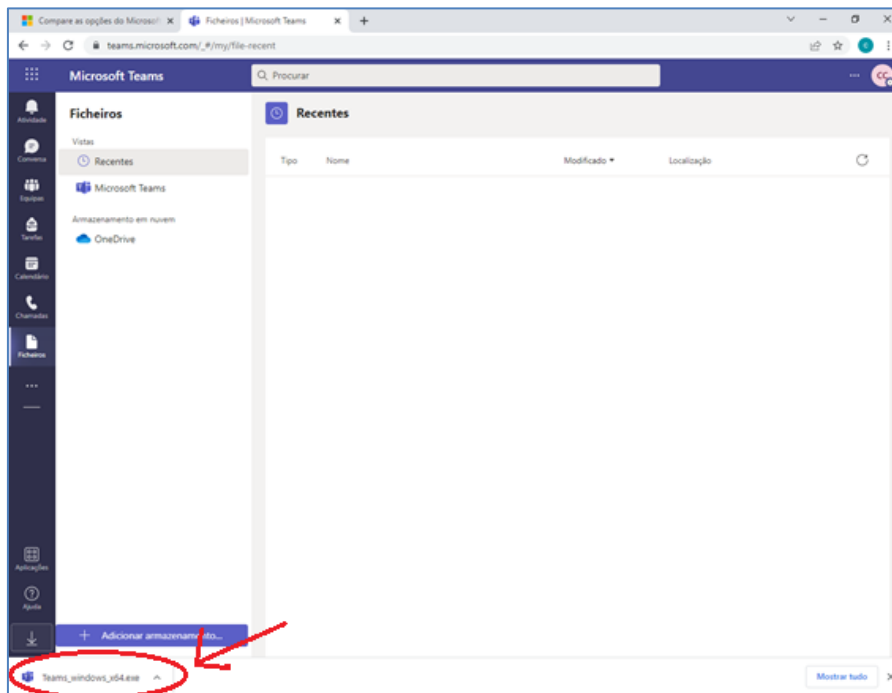 Compare as opções do Microsof
Ficheiros | Microsoft Teams
teams.microsoft.com/_#/my/file-recent
Microsoft Teams
Procurar
CC
Atividade
Conversa
Equipas
Tarefas
Calendário
Chamadas
Ficheiros
Aplicações
Ajuda
Ficheiros
Vistas
Recentes
Microsoft Teams
Armazenamento em nuvem
OneDrive
Adicionar armazenamento...
Recentes
Tipo Nome Modificado Localização
Teams_windows_x64.exe
Mostrar tudo